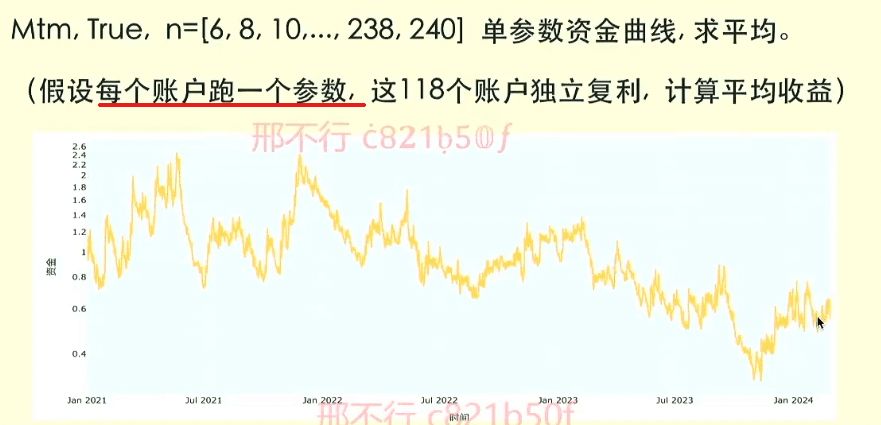 Mtm, True, n=[6, 8, 10,..., 238, 240] 单参数资金曲线, 求平均。
(假设每个账户跑一个参数, 这118个账户独立复利, 计算平均收益)
邢不行 c821b50f
2.6
2.4
2.2
2
1.8
1.6
1.4
1.2
1
0.8
0.6
0.4
资金
Jan 2021 Jul 2021 Jan 2022 Jul 2022 Jan 2023 Jul 2023 Jan 2024
时间
邢不行 c821b50f